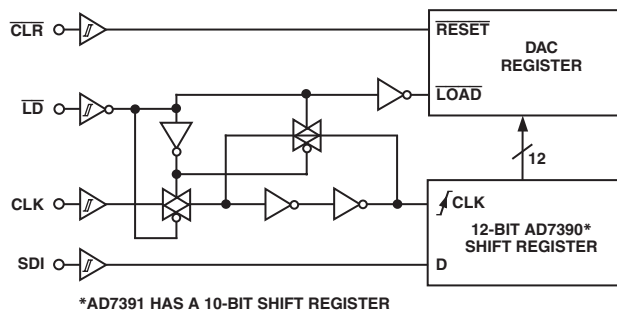 CLR
RESET
DAC
REGISTER
LD
LOAD
12
CLK
CLK
12-BIT AD7390*
SHIFT REGISTER
SDI
D
*AD7391 HAS A 10-BIT SHIFT REGISTER